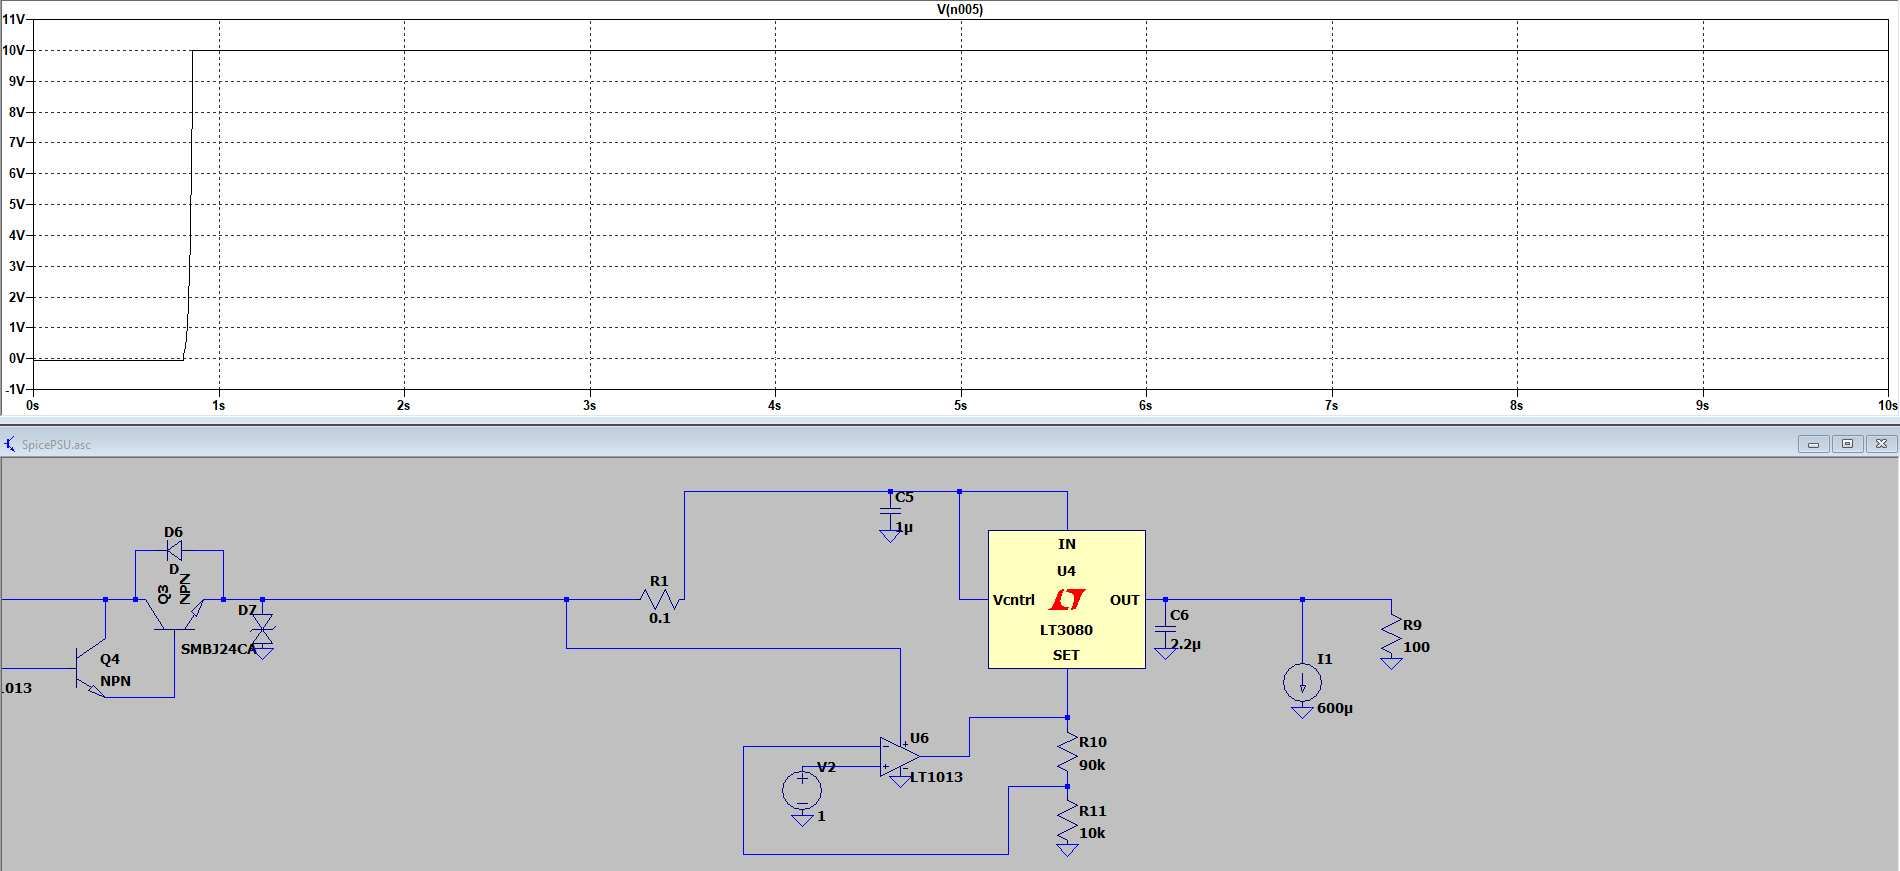 V(n005)
11V
10V
9V
8V
7V
6V
5V
4V
3V
2V
1V
0V
-1V
0s 1s 2s 3s 4s 5s 6s 7s 8s 9s 10s
SpicePSU.asc
D6
D
Q3
NPN
D7
SMBJ24CA
Q4
NPN
.013
R1
0.1
C5
1µ
IN
U4
Vcntrl
OUT
LT3080
SET
C6
2.2µ
R9
100
I1
600µ
U6
LT1013
V2
1
R10
90k
R11
10k